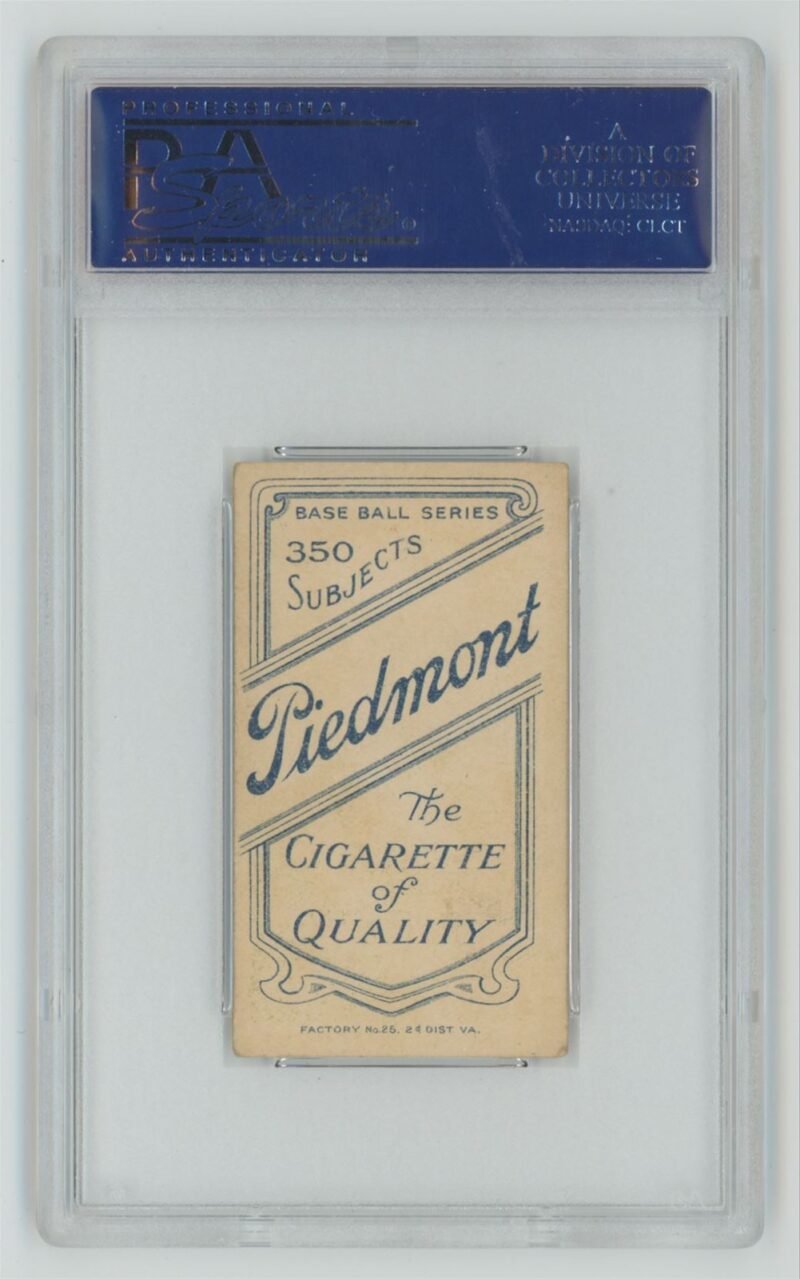 PROFESSIONAL
PSA
Sports
AUTHENTICATOR
A
DIVISION OF
COLLECTORS
UNIVERSE
NASDAQ: CLCT
BASE BALL SERIES
350
SUBJECTS
Piedmont
The
CIGARETTE
of
QUALITY
FACTORY No.25. 2d DIST VA.